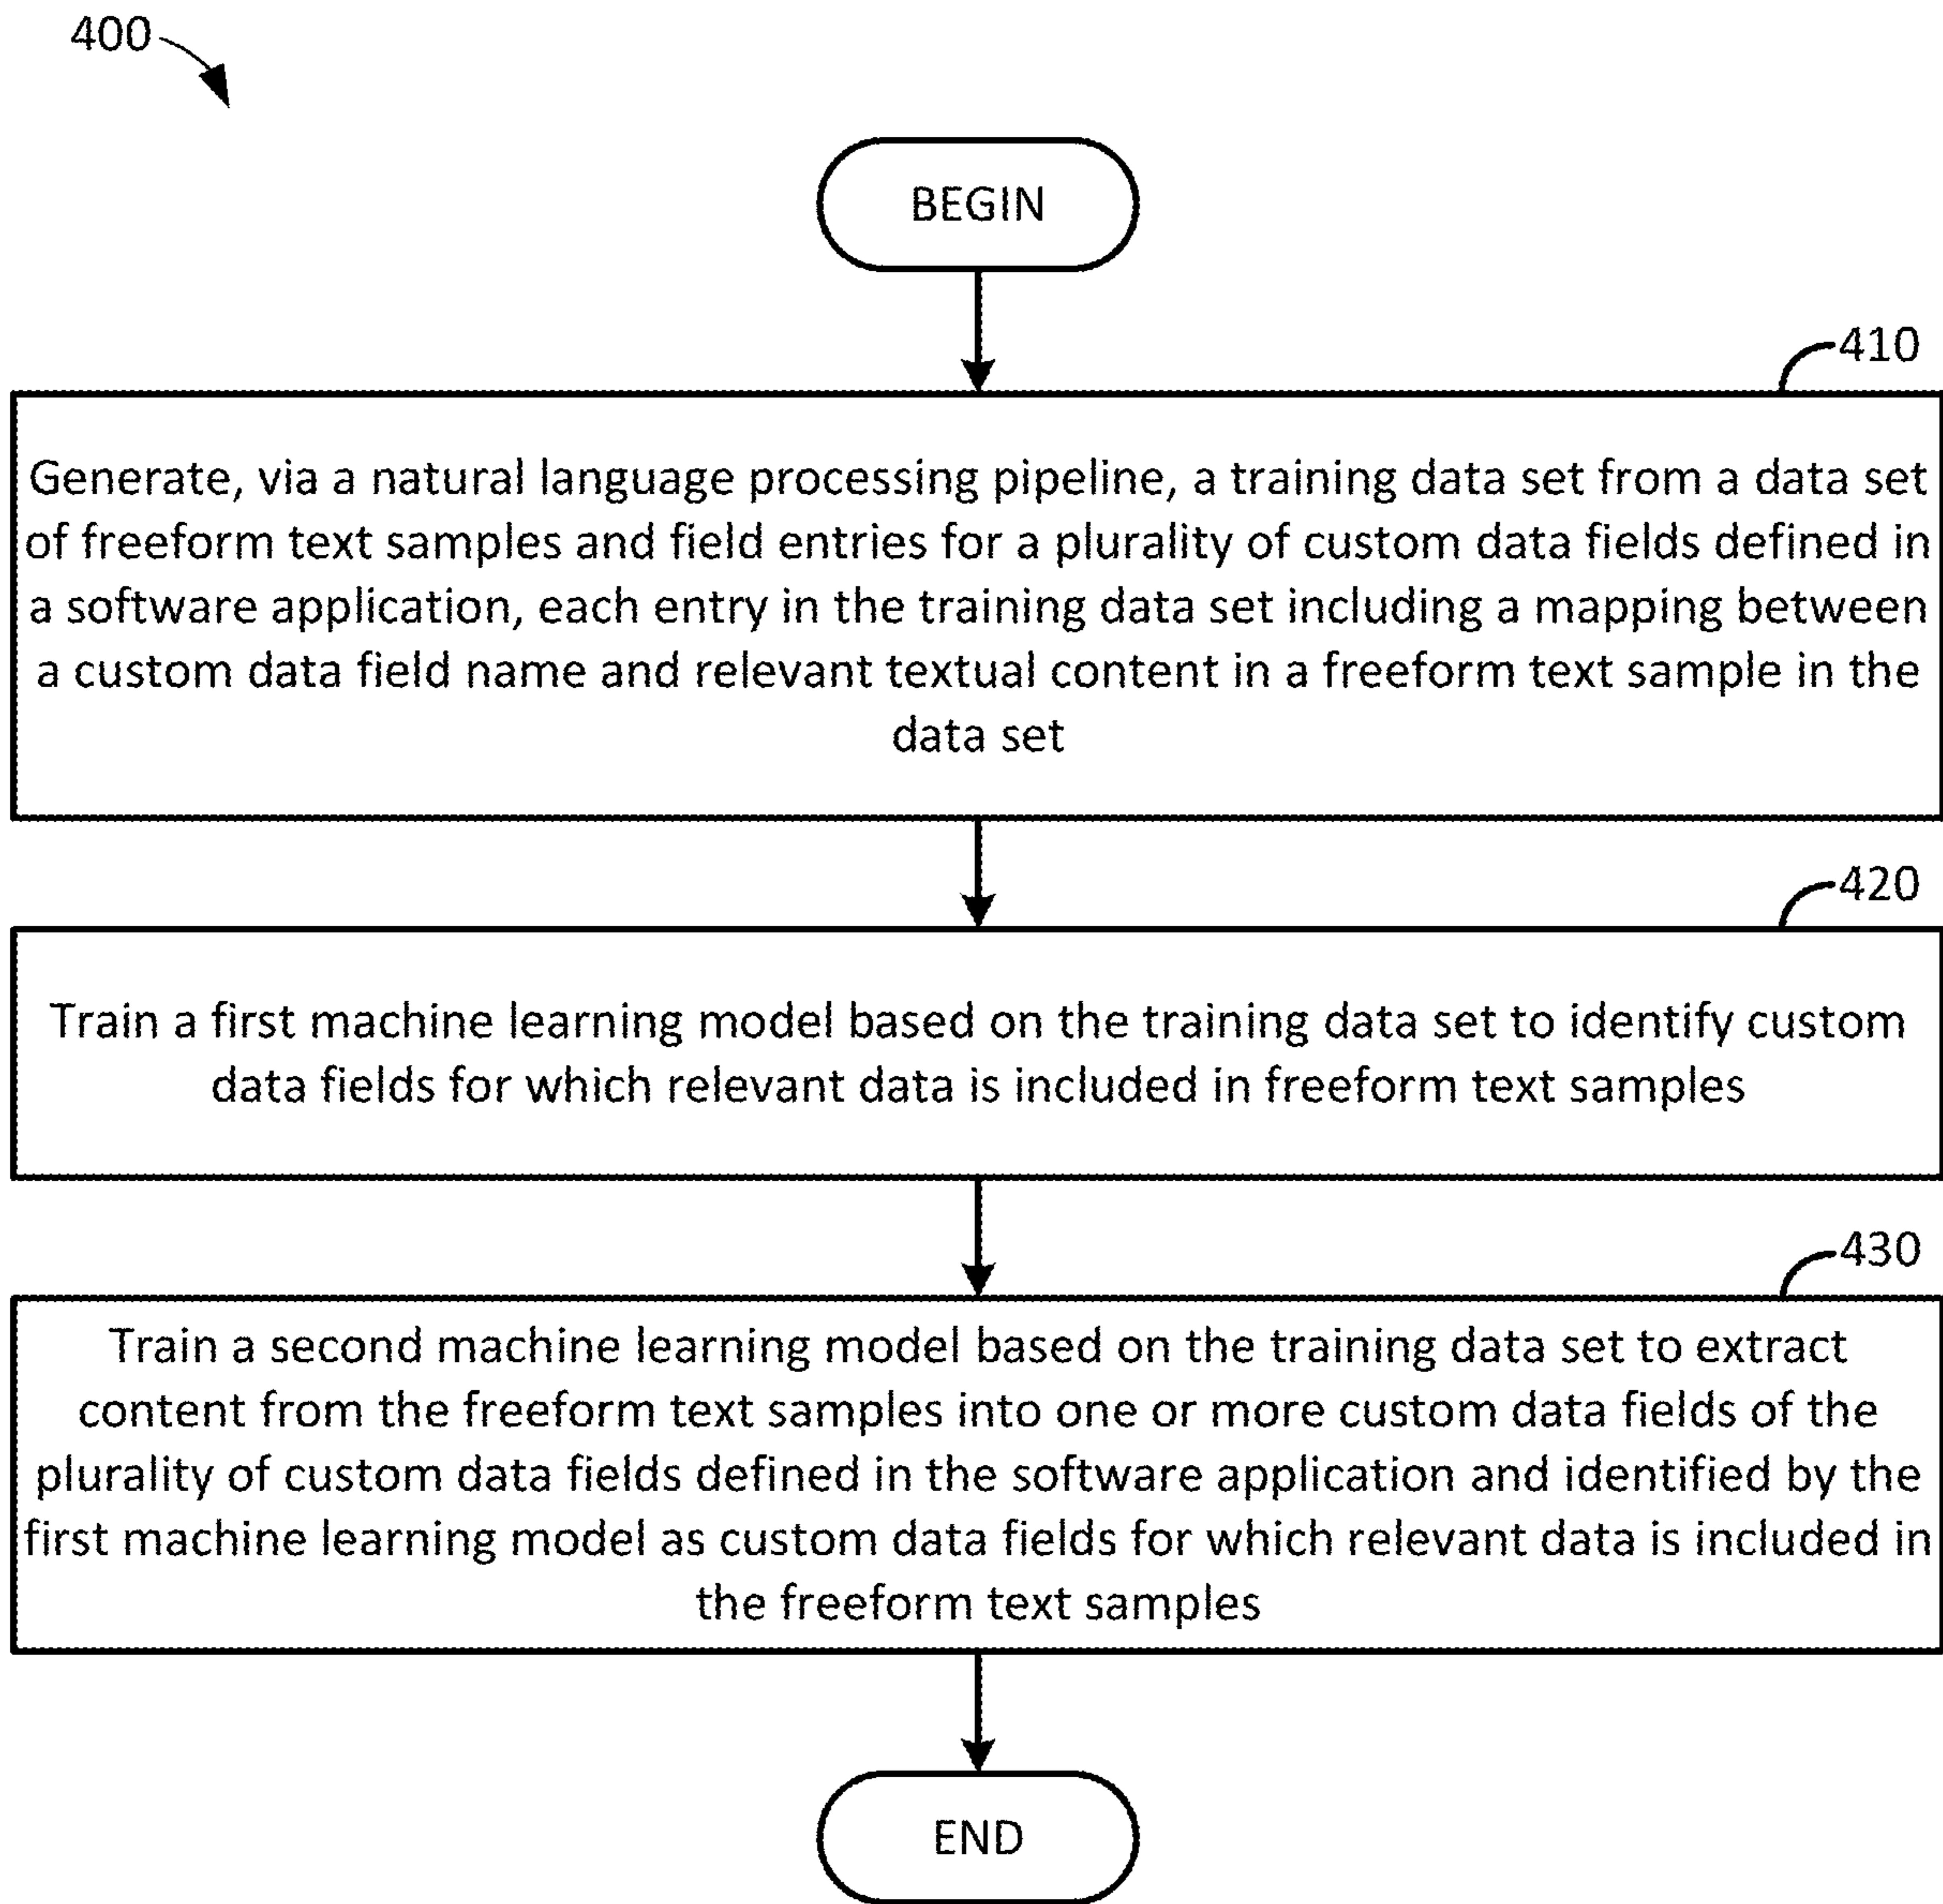 400
BEGIN
410
Generate, via a natural language processing pipeline, a training data set from a data set
of freeform text samples and field entries for a plurality of custom data fields defined in
a software application, each entry in the training data set including a mapping between
a custom data field name and relevant textual content in a freeform text sample in the
data set
420
Train a first machine learning model based on the training data set to identify custom
data fields for which relevant data is included in freeform text samples
430
Train a second machine learning model based on the training data set to extract
content from the freeform text samples into one or more custom data fields of the
plurality of custom data fields defined in the software application and identified by the
first machine learning model as custom data fields for which relevant data is included in
the freeform text samples
END